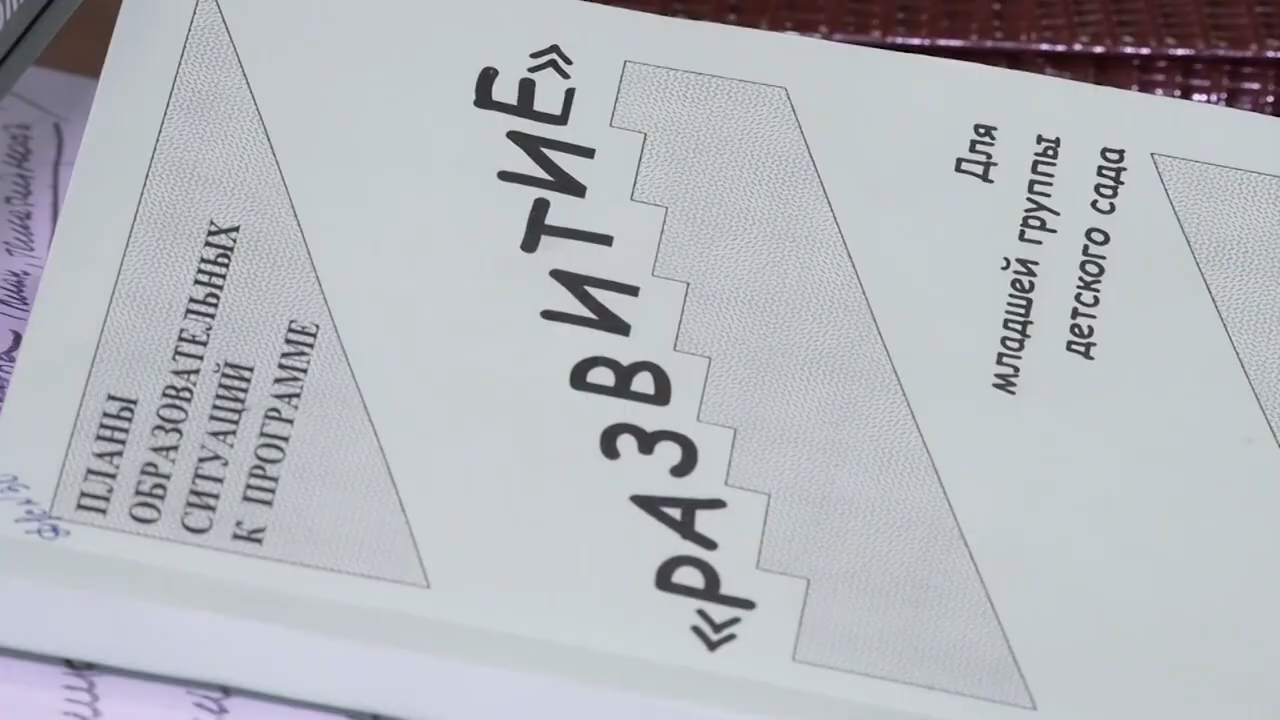 ПЛАНЫ
ОБРАЗОВАТЕЛЬНЫХ
СИТУАЦИЙ
К ПРОГРАММЕ
«РАЗВИТИЕ»
Для
младшей группы
детского сада